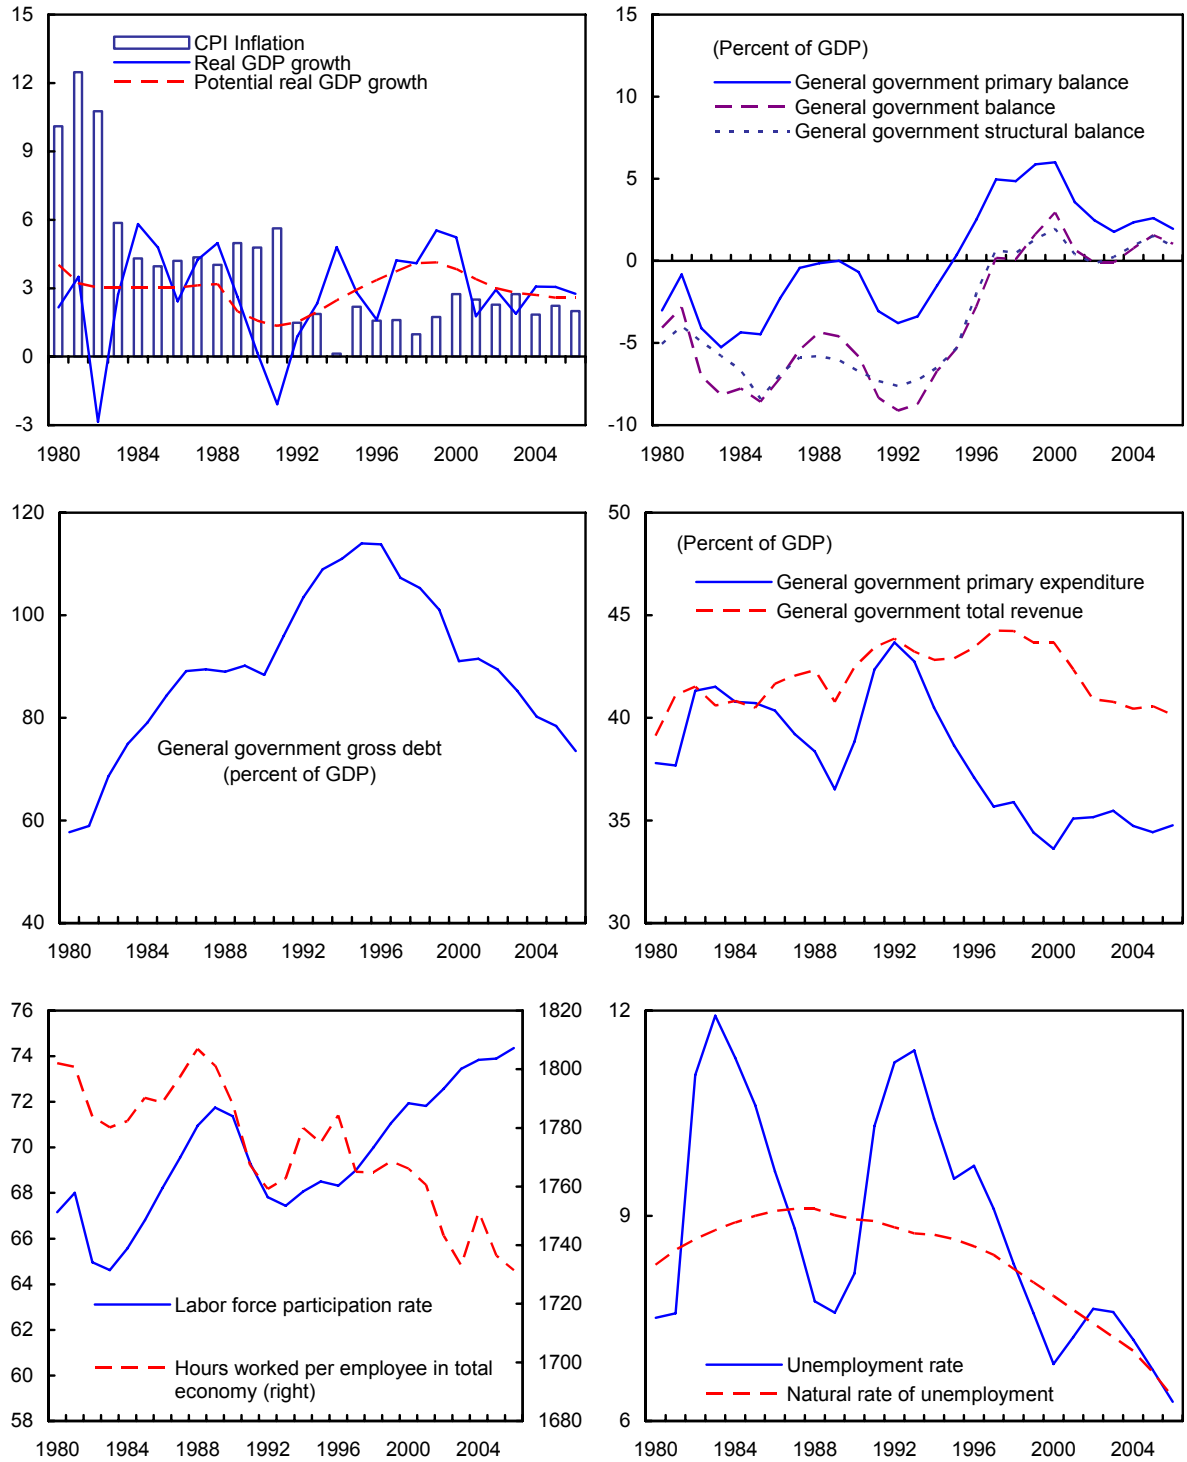 15
12
9
6
3
0
-3
CPI Inflation
Real GDP growth
Potential real GDP growth
1980 1984 1988 1992 1996 2000 2004
15
10
5
0
-5
-10
(Percent of GDP)
General government primary balance
General government balance
General government structural balance
1980 1984 1988 1992 1996 2000 2004
120
100
80
60
40
General government gross debt
(percent of GDP)
1980 1984 1988 1992 1996 2000 2004
50
45
40
35
30
(Percent of GDP)
General government primary expenditure
General government total revenue
1980 1984 1988 1992 1996 2000 2004
76
74
72
70
68
66
64
62
60
58
Labor force participation rate
Hours worked per employee in total
economy (right)
1820
1800
1780
1760
1740
1720
1700
1680
1980 1984 1988 1992 1996 2000 2004
12
9
6
Unemployment rate
Natural rate of unemployment
1980 1984 1988 1992 1996 2000 2004